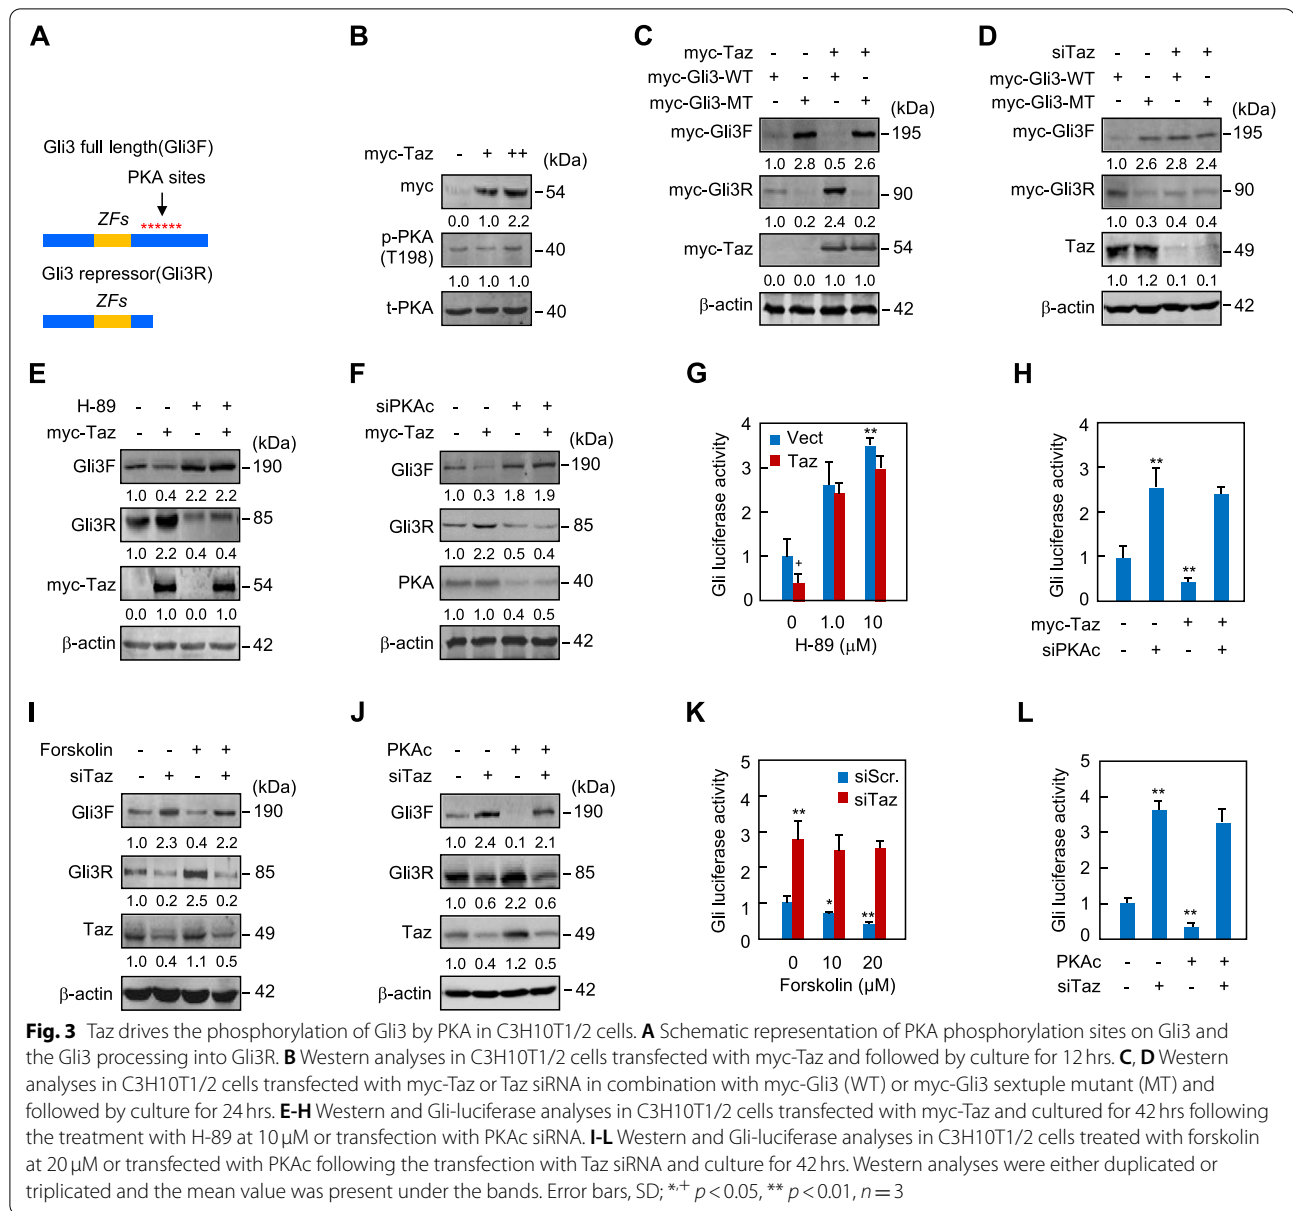 A
Gli3 full length(Gli3F)
PKA sites
ZFs
******
Gli3 repressor(Gli3R)
ZFs
B
myc-Taz - + ++ (kDa)
myc 54
0.0 1.0 2.2
p-PKA
(T198) 40
1.0 1.0 1.0
t-PKA 40
C
myc-Taz - - + +
myc-Gli3-WT + - + -
myc-Gli3-MT - + - + (kDa)
myc-Gli3F 195
1.0 2.8 0.5 2.6
myc-Gli3R 90
1.0 0.2 2.4 0.2
myc-Taz 54
0.0 0.0 1.0 1.0
β-actin 42
D
siTaz - - + +
myc-Gli3-WT + - + -
myc-Gli3-MT - + - + (kDa)
myc-Gli3F 195
1.0 2.6 2.8 2.4
myc-Gli3R 90
1.0 0.3 0.4 0.4
Taz 49
1.0 1.2 0.1 0.1
β-actin 42
E
H-89 - - + +
myc-Taz - + - + (kDa)
Gli3F 190
1.0 0.4 2.2 2.2
Gli3R 85
1.0 2.2 0.4 0.4
myc-Taz 54
0.0 1.0 0.0 1.0
β-actin 42
F
siPKAc - - + +
myc-Taz - + - + (kDa)
Gli3F 190
1.0 0.3 1.8 1.9
Gli3R 85
1.0 2.2 0.5 0.4
PKA 40
1.0 1.0 0.4 0.5
β-actin 42
G
Gli luciferase activity
4
3
2
1
0
Vect
Taz
+
**
0 1.0 10
H-89 (μM)
H
Gli luciferase activity
4
3
2
1
0
**
**
myc-Taz - - + +
siPKAc - + - +
I
Forskolin - - + +
siTaz - + - + (kDa)
Gli3F 190
1.0 2.3 0.4 2.2
Gli3R 85
1.0 0.2 2.5 0.2
Taz 49
1.0 0.4 1.1 0.5
β-actin 42
J
PKAc - - + +
siTaz - + - + (kDa)
Gli3F 190
1.0 2.4 0.1 2.1
Gli3R 85
1.0 0.6 2.2 0.6
Taz 49
1.0 0.4 1.2 0.5
β-actin 42
K
Gli luciferase activity
5
4
3
2
1
0
siScr.
siTaz
**
*
**
0 10 20
Forskolin (μM)
L
Gli luciferase activity
5
4
3
2
1
0
**
**
PKAc - - + +
siTaz - + - +
Fig. 3 Taz drives the phosphorylation of Gli3 by PKA in C3H10T1/2 cells. A Schematic representation of PKA phosphorylation sites on Gli3 and
the Gli3 processing into Gli3R. B Western analyses in C3H10T1/2 cells transfected with myc-Taz and followed by culture for 12 hrs. C, D Western
analyses in C3H10T1/2 cells transfected with myc-Taz or Taz siRNA in combination with myc-Gli3 (WT) or myc-Gli3 sextuple mutant (MT) and
followed by culture for 24 hrs. E-H Western and Gli-luciferase analyses in C3H10T1/2 cells transfected with myc-Taz and cultured for 42 hrs following
the treatment with H-89 at 10 μM or transfection with PKAc siRNA. I-L Western and Gli-luciferase analyses in C3H10T1/2 cells treated with forskolin
at 20 μM or transfected with PKAc following the transfection with Taz siRNA and culture for 42 hrs. Western analyses were either duplicated or
triplicated and the mean value was present under the bands. Error bars, SD; *,+ p < 0.05, ** p < 0.01, n = 3